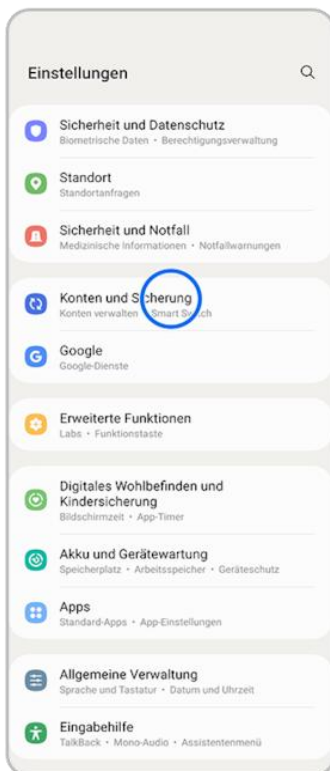 Einstellungen
Sicherheit und Datenschutz
Biometrische Daten • Berechtigungsverwaltung
Standort
Standortanfragen
Sicherheit und Notfall
Medizinische Informationen • Notfallwarnungen
Konten und Sicherung
Konten verwalten • Smart Switch
Google
Google-Dienste
Erweiterte Funktionen
Labs • Funktionstaste
Digitales Wohlbefinden und
Kindersicherung
Bildschirmzeit • App-Timer
Akku und Gerätewartung
Speicherplatz • Arbeitsspeicher • Geräteschutz
Apps
Standard-Apps • App-Einstellungen
Allgemeine Verwaltung
Sprache und Tastatur • Datum und Uhrzeit
Eingabehilfe
TalkBack • Mono-Audio • Assistentenmenü